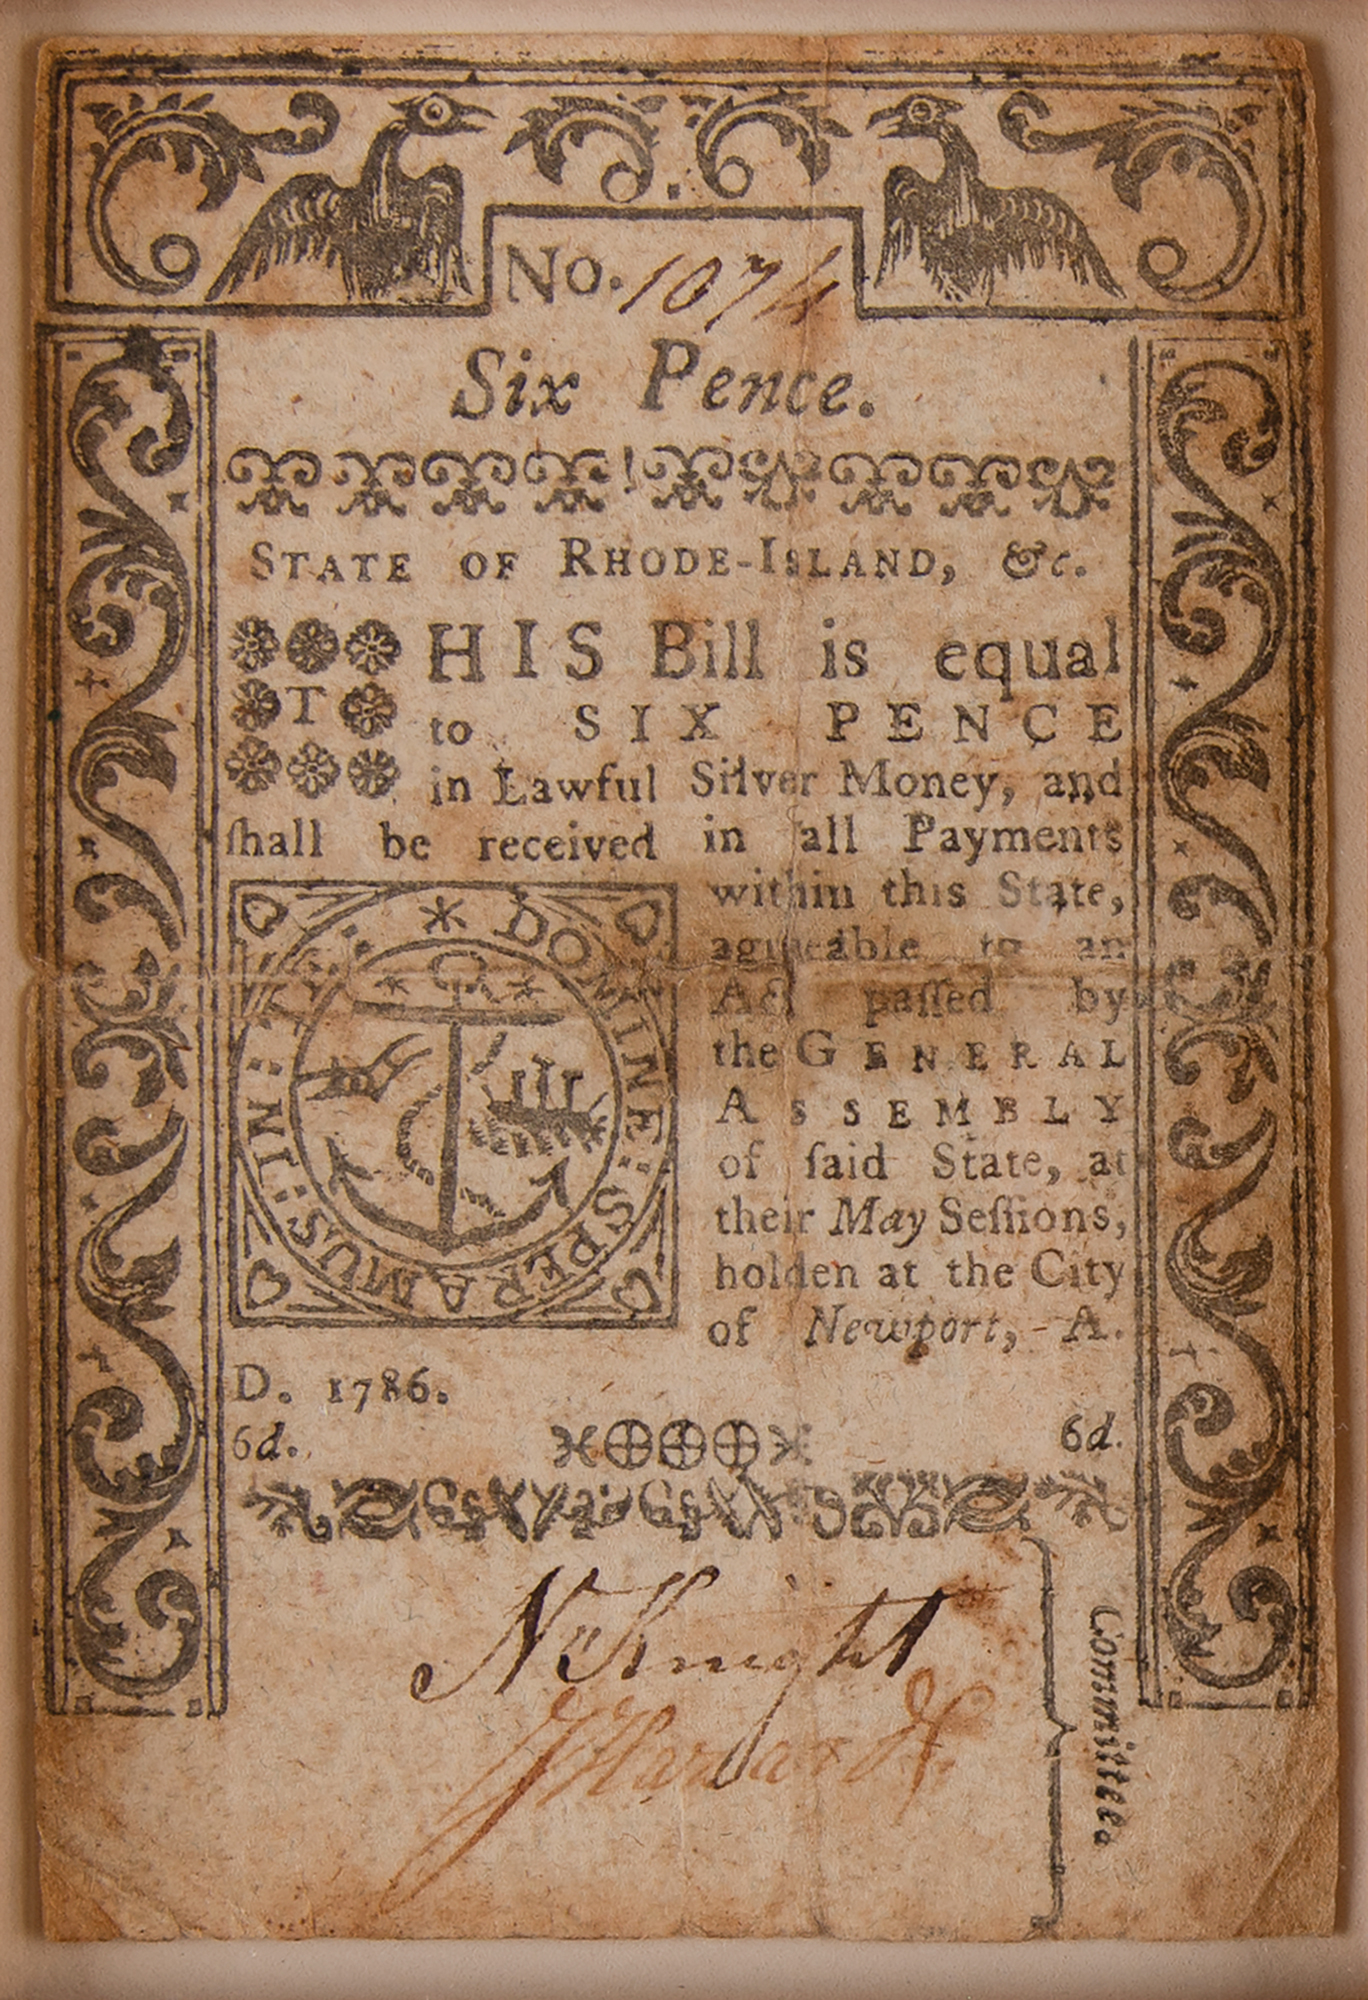 No. 1074
Six Pence.
STATE OF RHODE-ISLAND, &c.
THIS Bill is equal
to SIX PENCE
in Lawful Silver Money, and
ſhall be received in all Payments
within this State,
agreeable to an
Act paſſed by
the GENERAL
ASSEMBLY
of ſaid State, at
their May Seſſions,
holden at the City
of Newport, A.
D. 1786.
IN : DOMINE : SPERAMUS :
6d. 6d.
N Knight
Committee